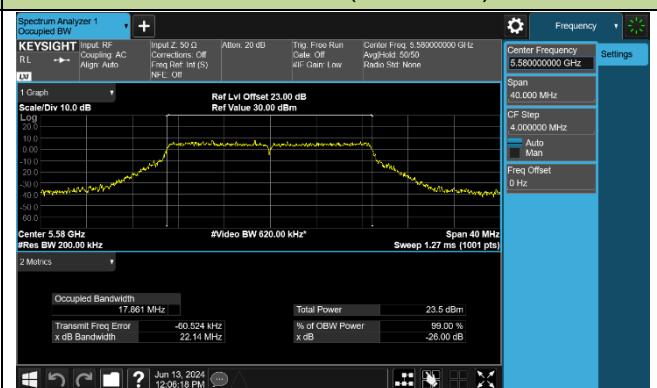 Spectrum Analyzer 1
Occupied BW
Frequency
KEYSIGHT
RL
LXI
Input: RF
Coupling: AC
Align: Auto
Input Z: 50 Ω
Corrections: Off
Freq Ref: Int (S)
NFE: Off
Atten: 20 dB
Trig: Free Run
Gate: Off
#IF Gain: Low
Center Freq: 5.580000000 GHz
Avg|Hold: 50/50
Radio Std: None
Center Frequency
5.580000000 GHz
Settings
Span
40.000 MHz
CF Step
4.000000 MHz
Auto
Man
Freq Offset
0 Hz
1 Graph
Scale/Div 10.0 dB
Ref Lvl Offset 23.00 dB
Ref Value 30.00 dBm
Log
20.0
10.0
0.00
-10.0
-20.0
-30.0
-40.0
-50.0
-60.0
Center 5.58 GHz
#Res BW 200.00 kHz
#Video BW 620.00 kHz*
Span 40 MHz
Sweep 1.27 ms (1001 pts)
2 Metrics
Occupied Bandwidth
17.861 MHz
Total Power 23.5 dBm
Transmit Freq Error -60.524 kHz
% of OBW Power 99.00 %
x dB Bandwidth 22.14 MHz
x dB -26.00 dB
?
Jun 13, 2024
12:06:18 PM